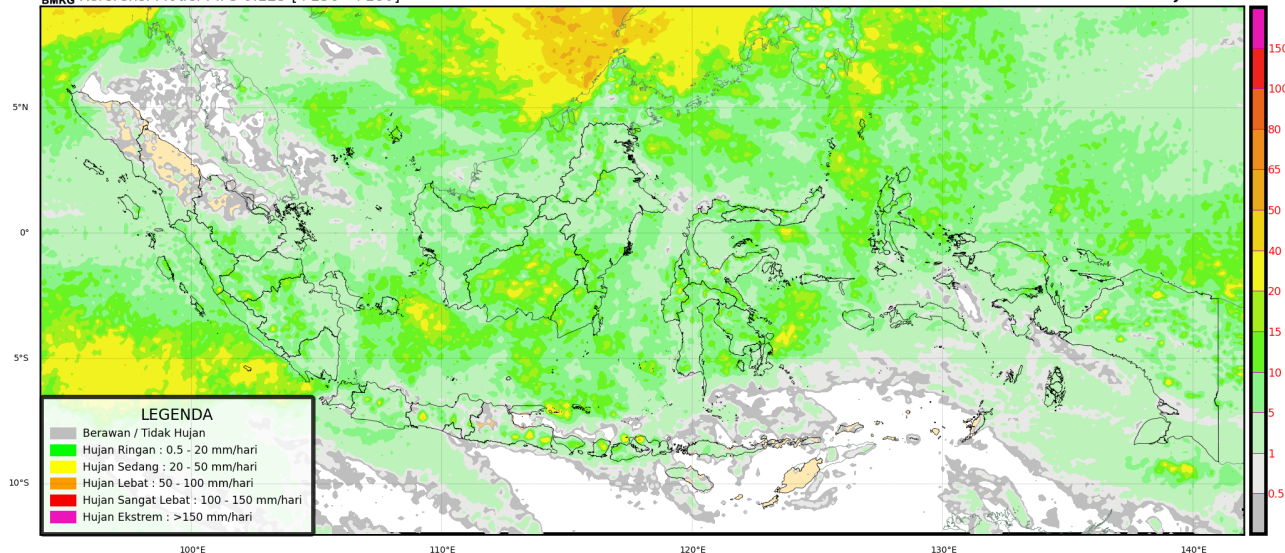 BMKG
150
100
80
65
50
40
20
15
10
5
1
0.5
5°N
0°
5°S
10°S
LEGENDA
Berawan / Tidak Hujan
Hujan Ringan : 0.5 - 20 mm/hari
Hujan Sedang : 20 - 50 mm/hari
Hujan Lebat : 50 - 100 mm/hari
Hujan Sangat Lebat : 100 - 150 mm/hari
Hujan Ekstrem : >150 mm/hari
100°E
110°E
120°E
130°E
140°E